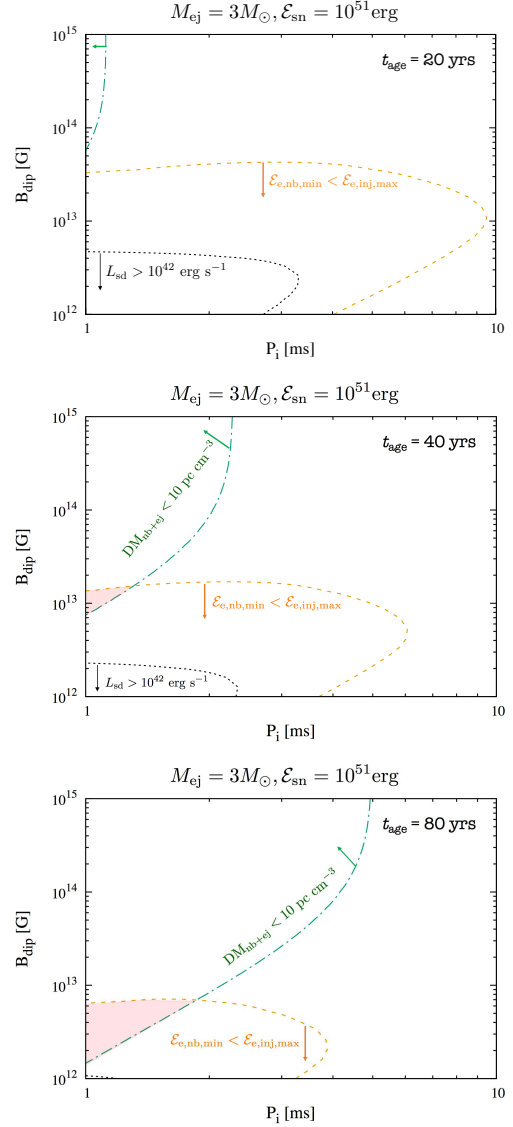 M_ej = 3M_⊙, ℰ_sn = 10^51 erg
t_age = 20 yrs
10^15
10^14
10^13
10^12
B_dip [G]
ℰ_e,nb,min < ℰ_e,inj,max
L_sd > 10^42 erg s^−1
1
10
P_i [ms]
M_ej = 3M_⊙, ℰ_sn = 10^51 erg
t_age = 40 yrs
10^15
10^14
10^13
10^12
B_dip [G]
DM_nb+ej < 10 pc cm^−3
ℰ_e,nb,min < ℰ_e,inj,max
L_sd > 10^42 erg s^−1
1
10
P_i [ms]
M_ej = 3M_⊙, ℰ_sn = 10^51 erg
t_age = 80 yrs
10^15
10^14
10^13
10^12
B_dip [G]
DM_nb+ej < 10 pc cm^−3
ℰ_e,nb,min < ℰ_e,inj,max
1
10
P_i [ms]